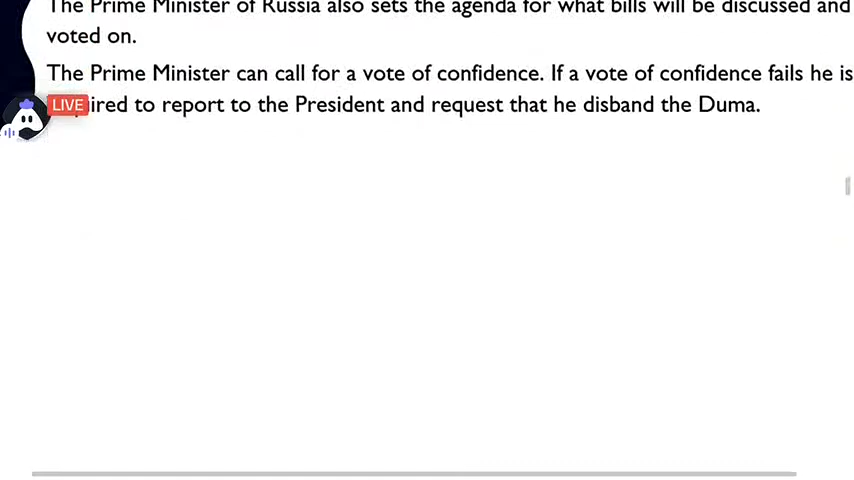 The Prime Minister of Russia also sets the agenda for what bills will be discussed and
voted on.
The Prime Minister can call for a vote of confidence. If a vote of confidence fails he is
LIVE ired to report to the President and request that he disband the Duma.